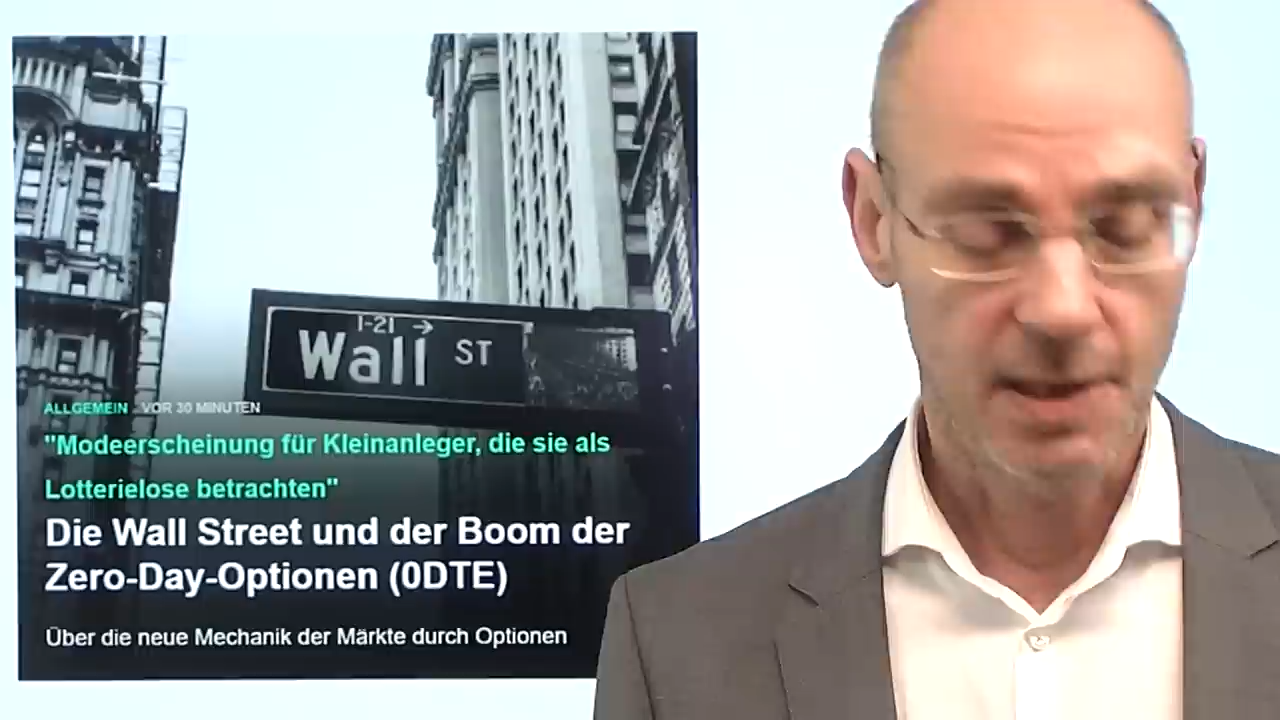 1-21 →
Wall ST
ALLGEMEIN VOR 30 MINUTEN
"Modeerscheinung für Kleinanleger, die sie als
Lotterielose betrachten"
Die Wall Street und der Boom der
Zero-Day-Optionen (0DTE)
Über die neue Mechanik der Märkte durch Optionen